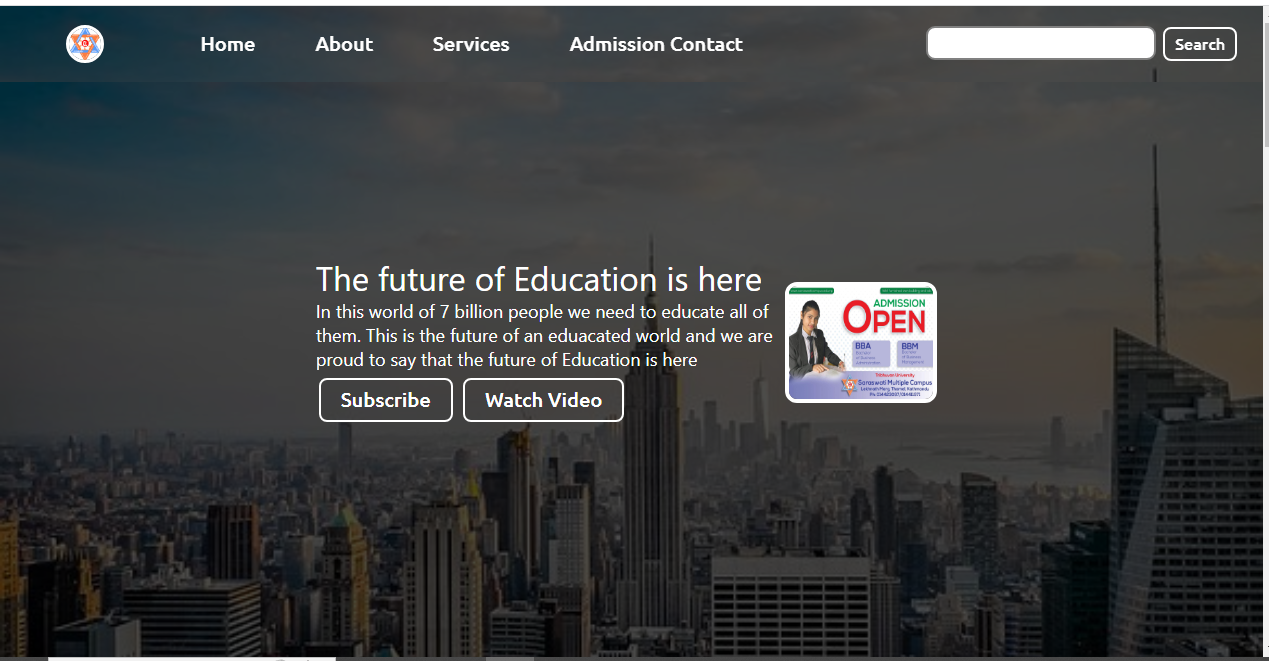 Home About Services Admission Contact Search
The future of Education is here
In this world of 7 billion people we need to educate all of
them. This is the future of an eduacated world and we are
proud to say that the future of Education is here
Subscribe Watch Video
ADMISSION
OPEN
BBA BBM
Tribhuvan University
Saraswati Multiple Campus